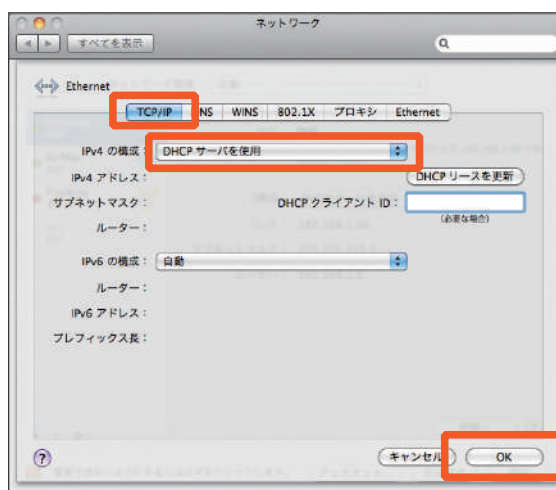 ネットワーク
すべてを表示
Ethernet
TCP/IP NS WINS 802.1X プロキシ Ethernet
IPv4 の構成： DHCP サーバを使用
IPv4 アドレス： DHCP リースを更新
サブネットマスク： DHCP クライアント ID：
ルーター： (必要な場合)
IPv6 の構成： 自動
ルーター：
IPv6 アドレス：
プレフィックス長：
? キャンセル OK